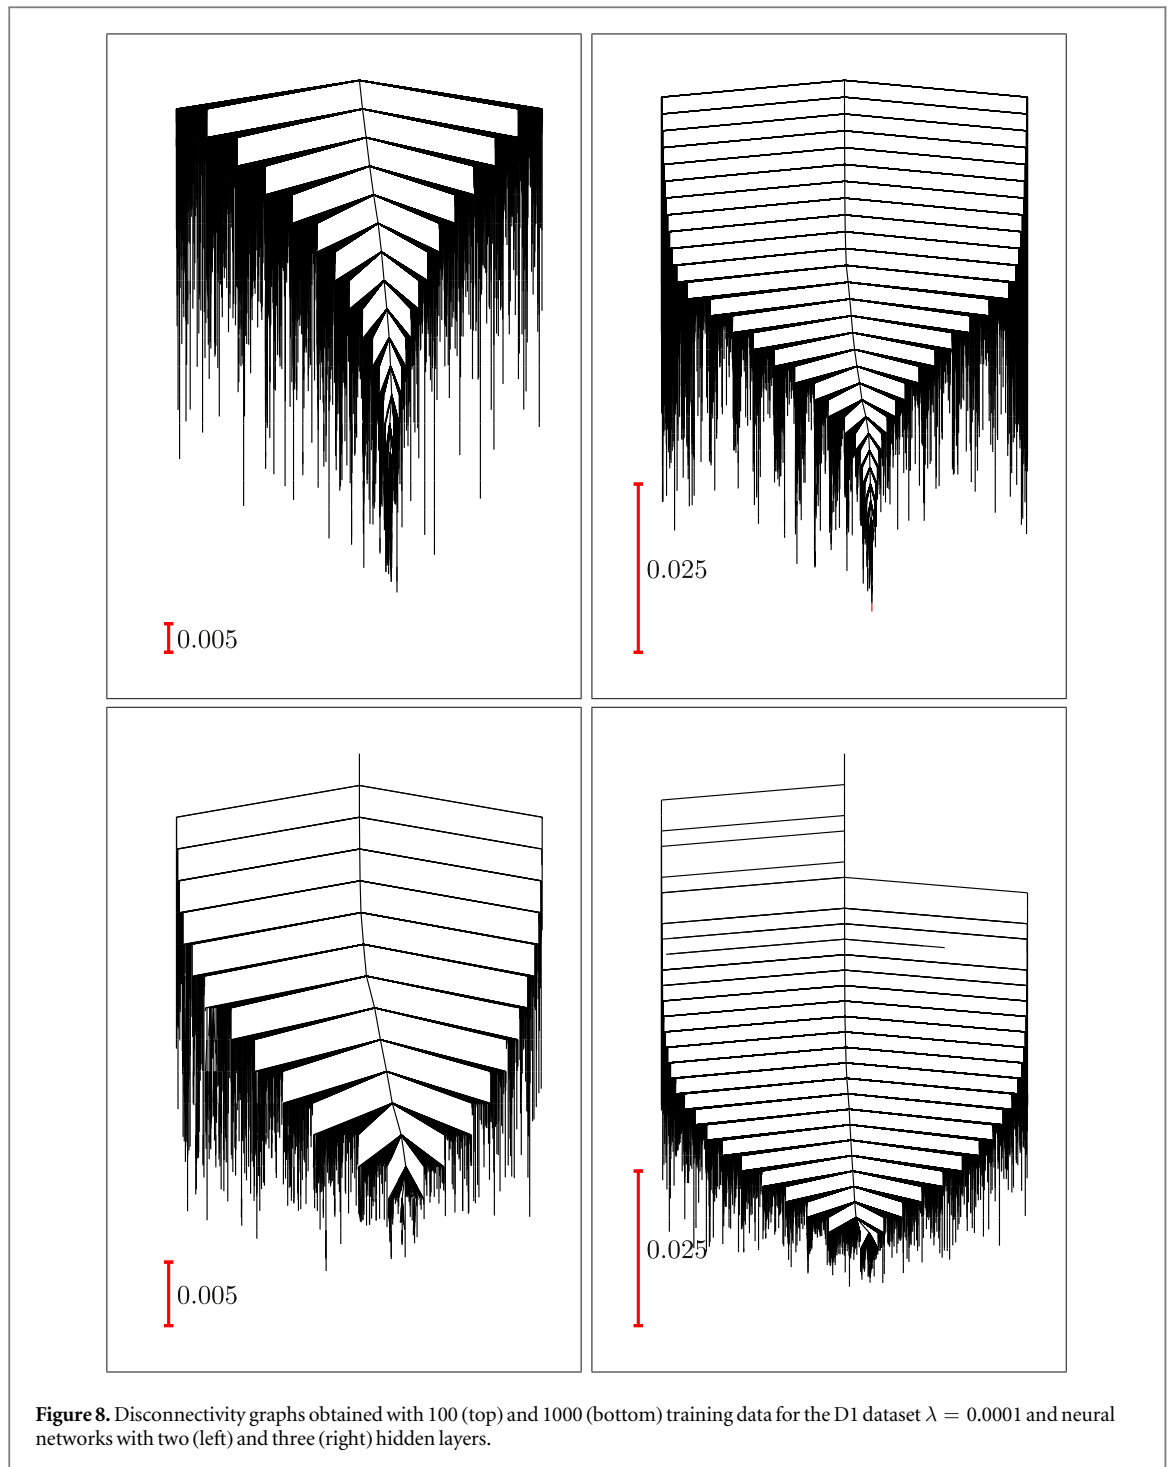 0.005
0.025
0.005
0.025
Figure 8. Disconnectivity graphs obtained with 100 (top) and 1000 (bottom) training data for the D1 dataset λ = 0.0001 and neural
networks with two (left) and three (right) hidden layers.